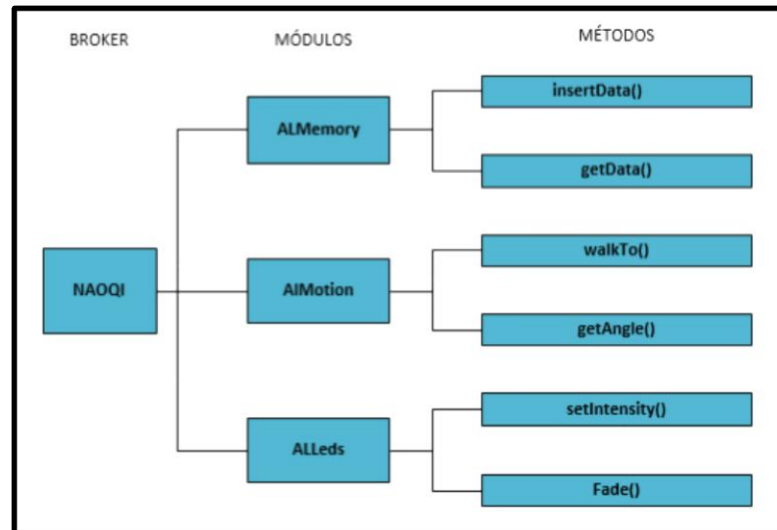 BROKER
MÓDULOS
MÉTODOS
NAOQI
ALMemory
insertData()
getData()
AlMotion
walkTo()
getAngle()
ALLeds
setIntensity()
Fade()